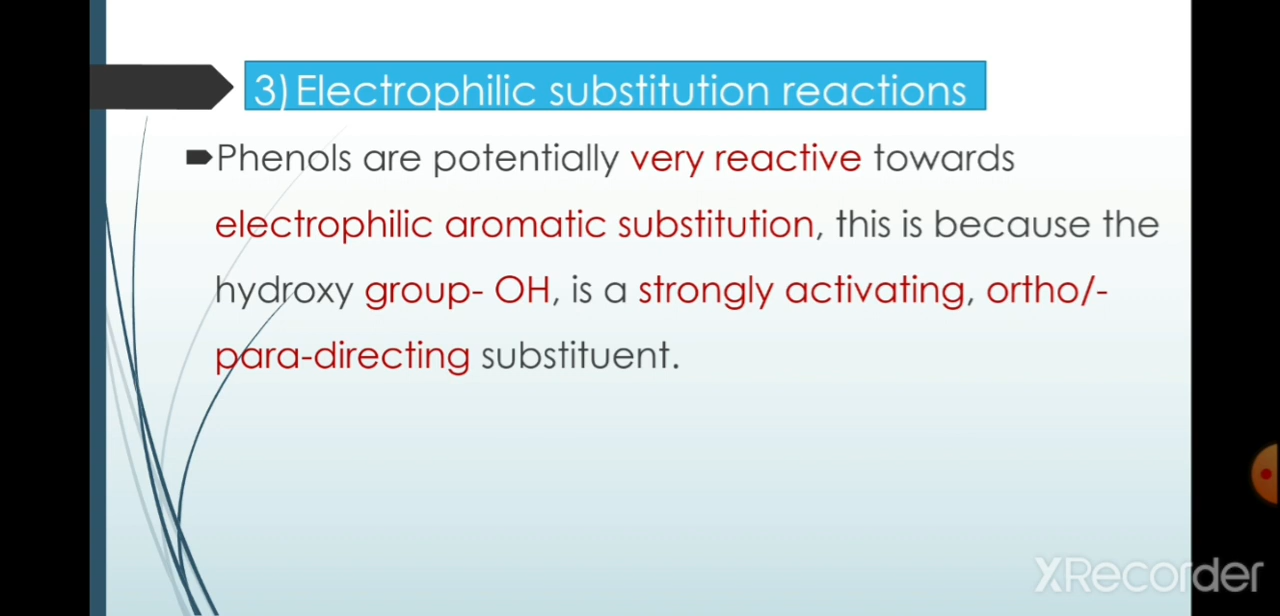 3) Electrophilic substitution reactions
Phenols are potentially very reactive towards
electrophilic aromatic substitution, this is because the
hydroxy group- OH, is a strongly activating, ortho/-
para-directing substituent.
XRecorder